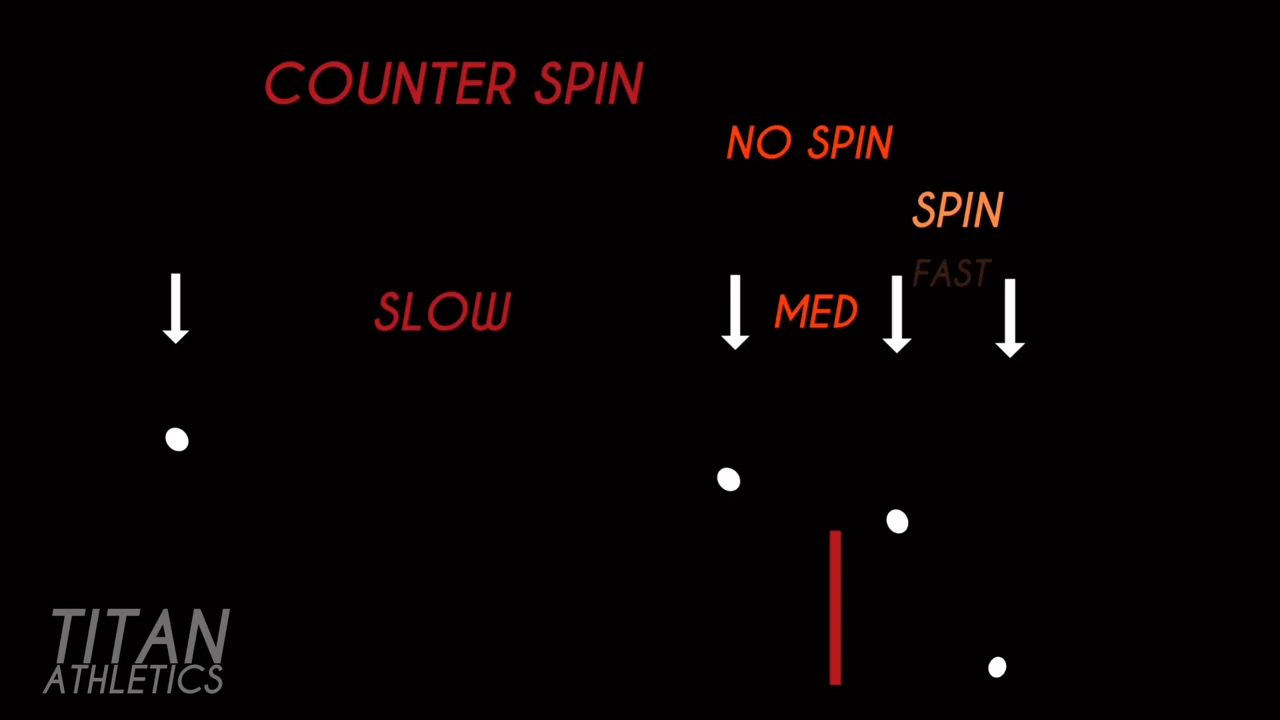 COUNTER SPIN
NO SPIN
SPIN
FAST
SLOW
MED
TITAN
ATHLETICS